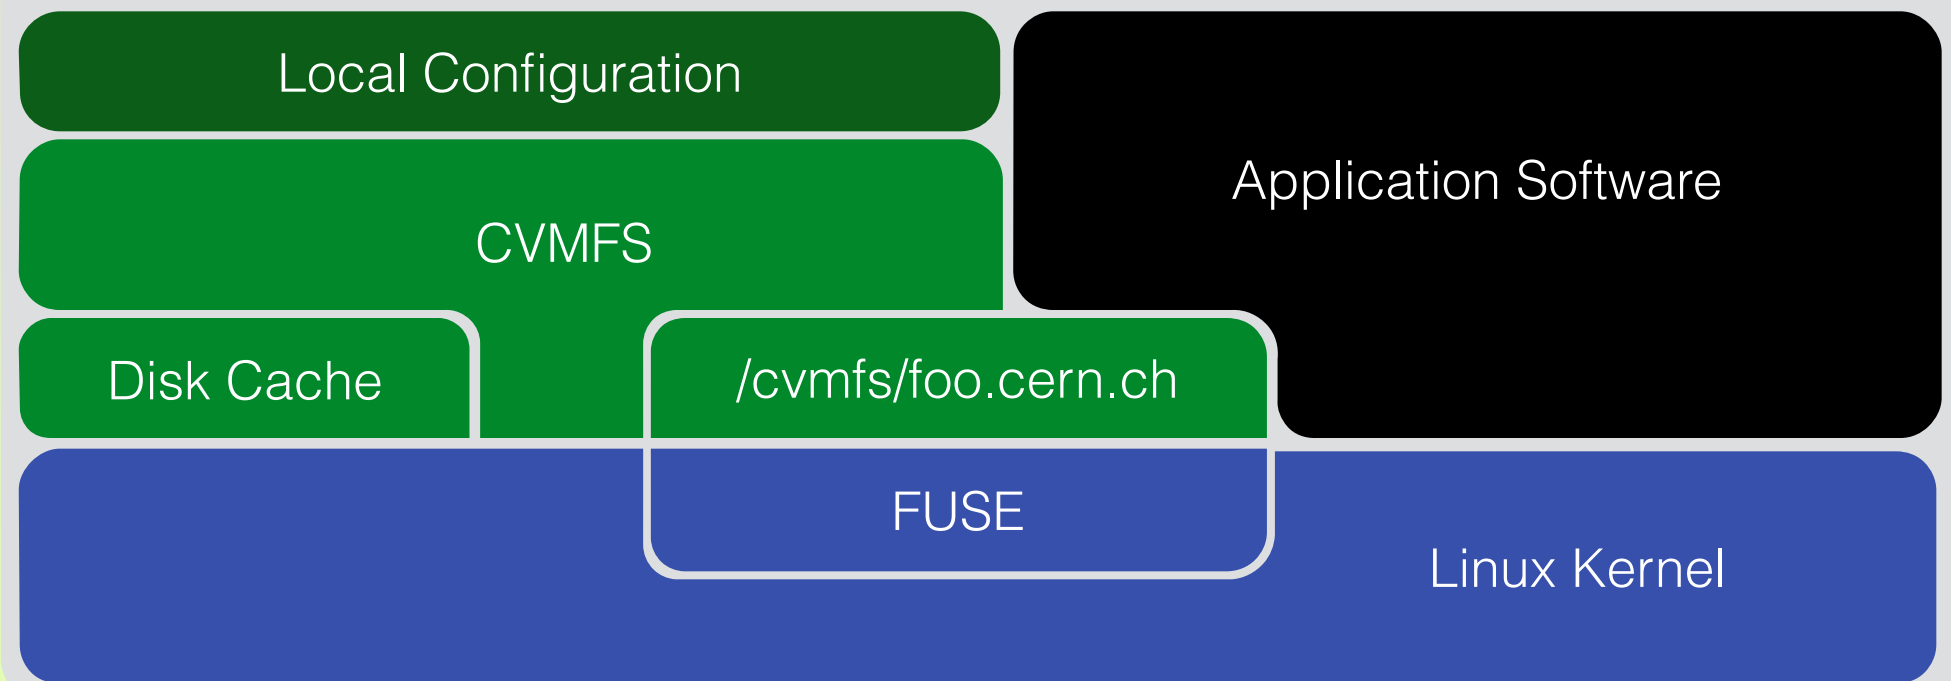 Local Configuration
Application Software
CVMFS
Disk Cache
/cvmfs/foo.cern.ch
FUSE
Linux Kernel